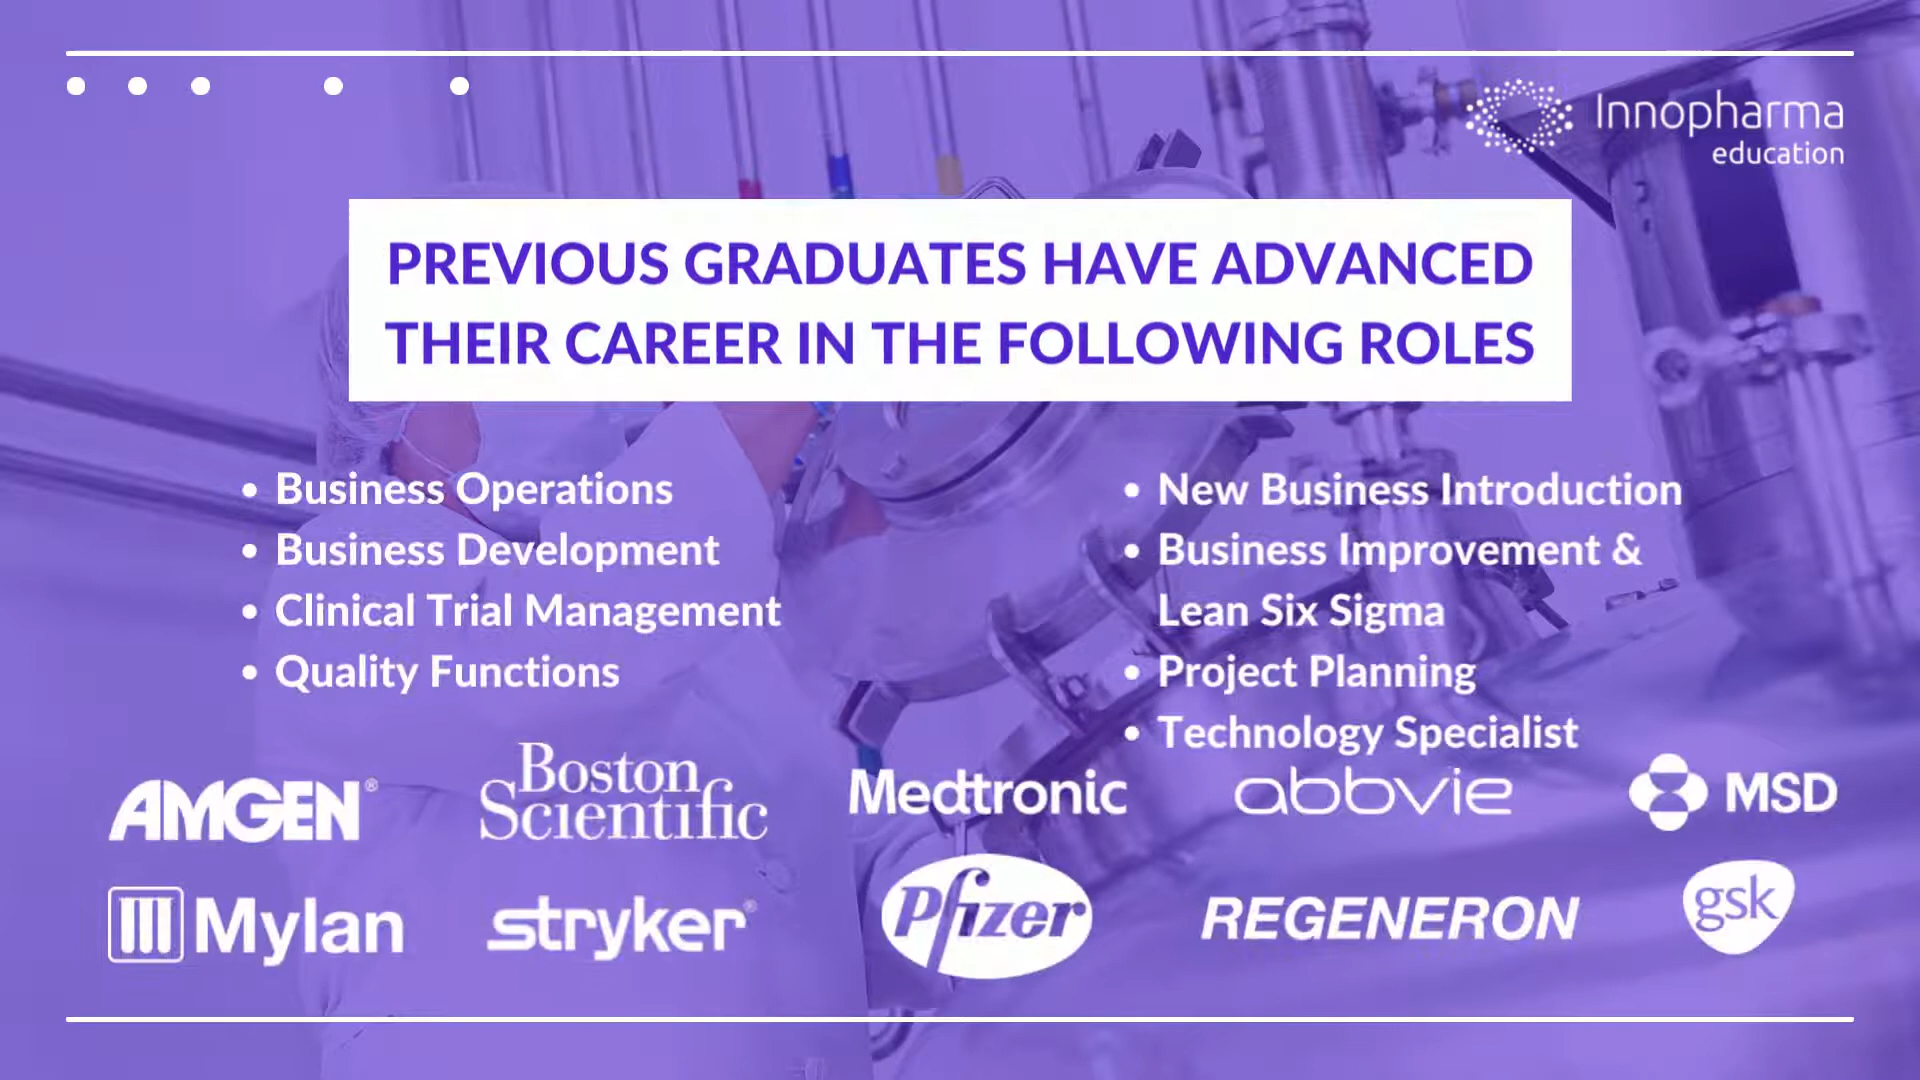 Innopharma
education
PREVIOUS GRADUATES HAVE ADVANCED
THEIR CAREER IN THE FOLLOWING ROLES
• Business Operations
• Business Development
• Clinical Trial Management
• Quality Functions
• New Business Introduction
• Business Improvement &
Lean Six Sigma
• Project Planning
• Technology Specialist
AMGEN®
Boston
Scientific
Medtronic
abbvie
MSD
Mylan
stryker®
Pfizer
REGENERON
gsk